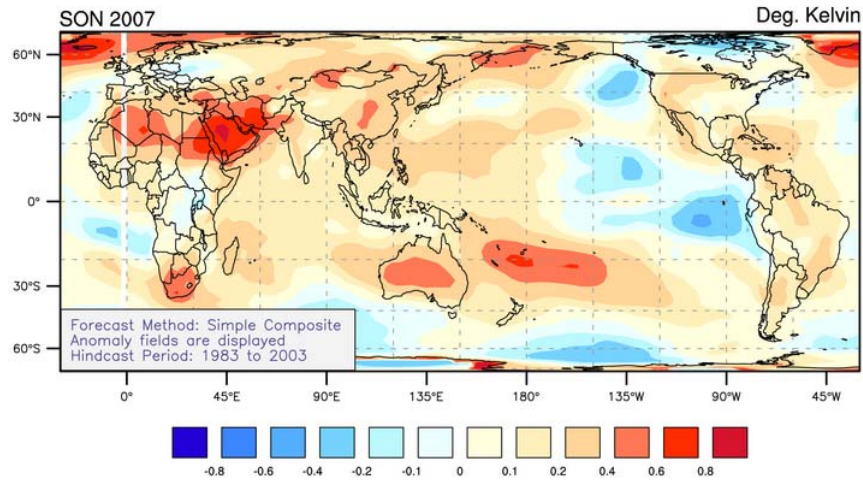 SON 2007
Deg. Kelvin
60°N
30°N
0°
30°S
60°S
Forecast Method: Simple Composite
Anomaly fields are displayed
Hindcast Period: 1983 to 2003
0° 45°E 90°E 135°E 180° 135°W 90°W 45°W
-0.8 -0.6 -0.4 -0.2 -0.1 0 0.1 0.2 0.4 0.6 0.8